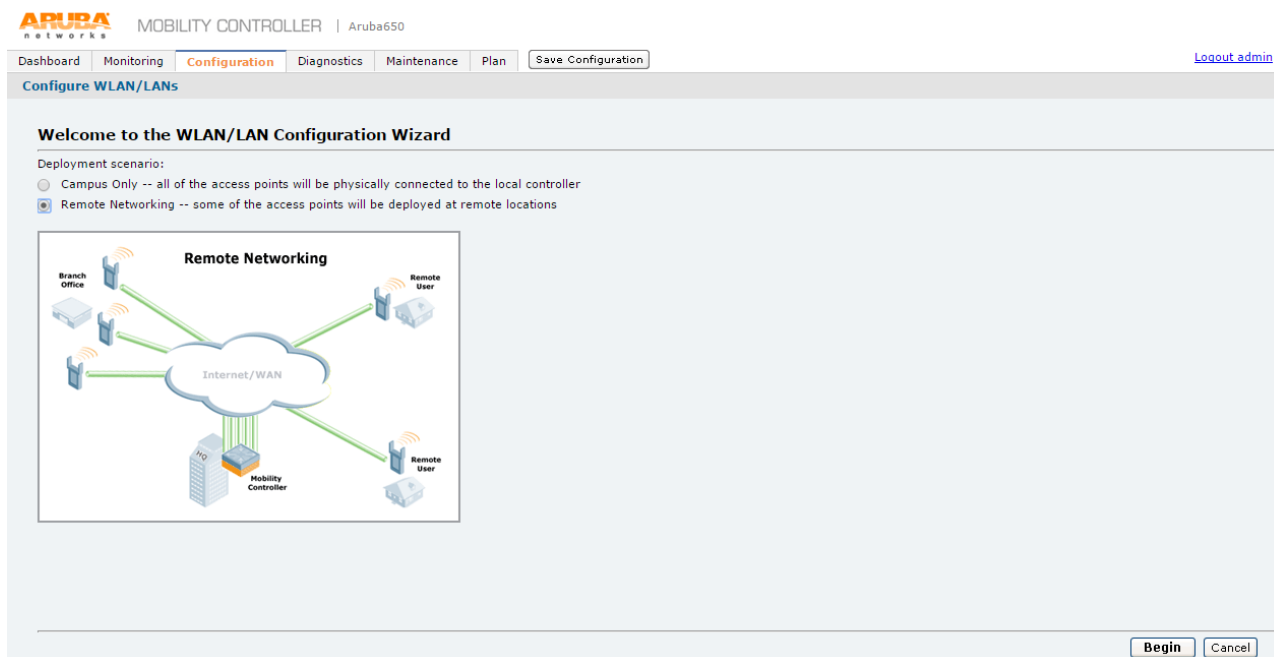 ARUBA networks MOBILITY CONTROLLER | Aruba650
Dashboard Monitoring Configuration Diagnostics Maintenance Plan Save Configuration Logout admin
Configure WLAN/LANs
Welcome to the WLAN/LAN Configuration Wizard
Deployment scenario:
Campus Only -- all of the access points will be physically connected to the local controller
Remote Networking -- some of the access points will be deployed at remote locations
Remote Networking
Branch
Office
Remote
User
Internet/WAN
HQ
Mobility
Controller
Remote
User
Begin Cancel